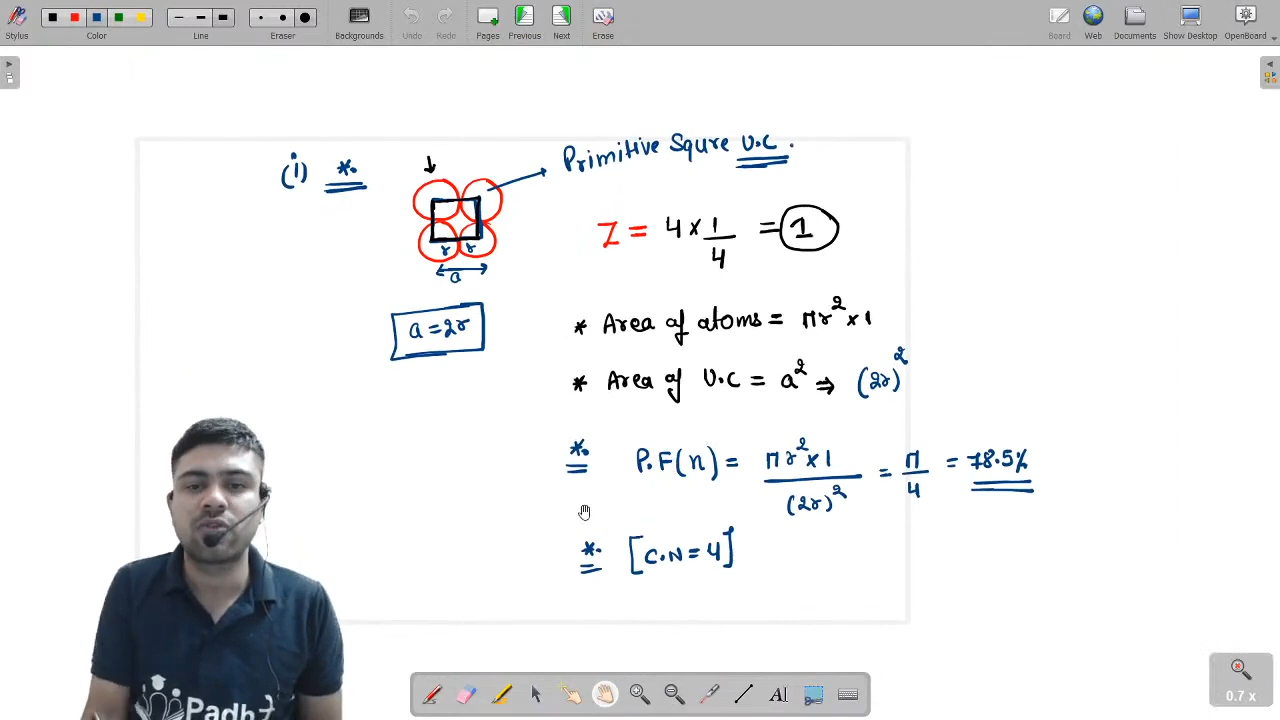 Stylus
Color
Line
Eraser
Backgrounds
Undo
Redo
Pages
Previous
Next
Erase
Board
Web
Documents
Show Desktop
OpenBoard
(i) *.
Primitive Squre U.C.
Z = 4 × 1/4 = 1
r r
a
a = 2r
* Area of atoms = πr² × 1
* Area of U.C = a² ⇒ (2r)²
*. P.F(η) = πr² × 1 / (2r)² = π/4 = 78.5%
*. [C.N = 4]
Padh
AI
0.7 x